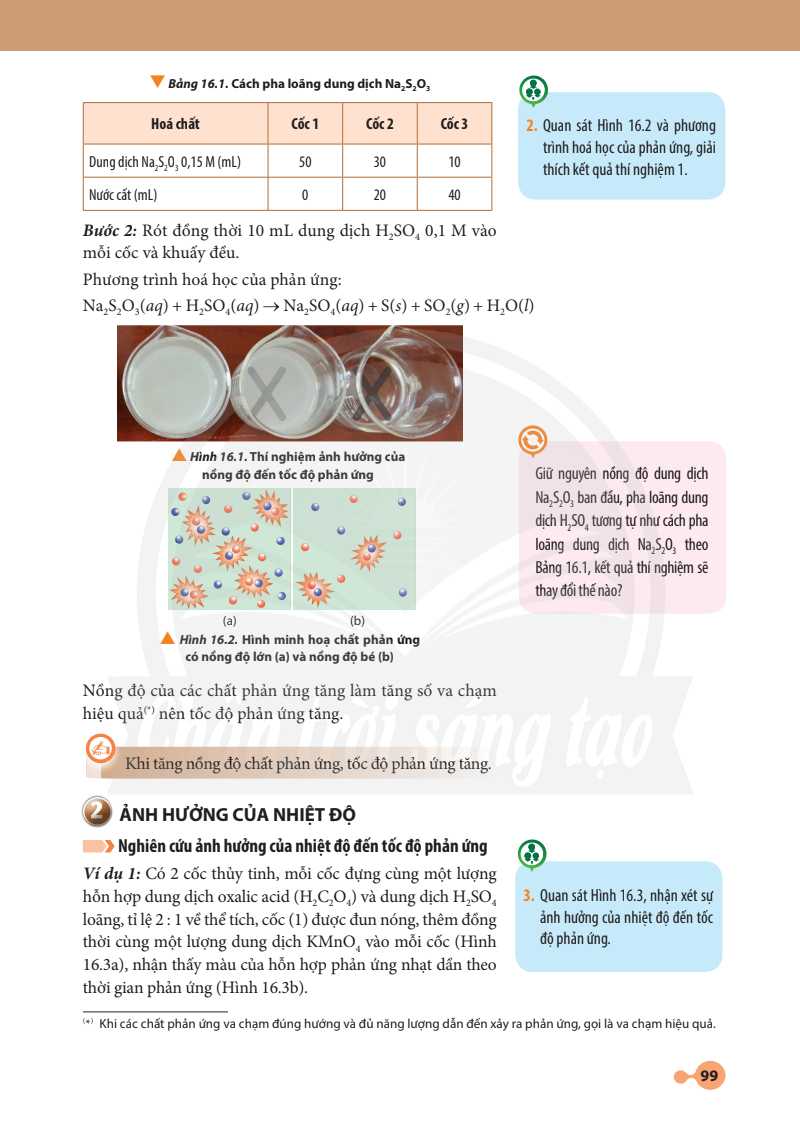 ▼ Bảng 16.1. Cách pha loãng dung dịch Na₂S₂O₃
Hoá chất Cốc 1 Cốc 2 Cốc 3
Dung dịch Na₂S₂O₃ 0,15 M (mL) 50 30 10
Nước cất (mL) 0 20 40
2. Quan sát Hình 16.2 và phương
trình hoá học của phản ứng, giải
thích kết quả thí nghiệm 1.
Bước 2: Rót đồng thời 10 mL dung dịch H₂SO₄ 0,1 M vào
mỗi cốc và khuấy đều.
Phương trình hoá học của phản ứng:
Na₂S₂O₃(aq) + H₂SO₄(aq) → Na₂SO₄(aq) + S(s) + SO₂(g) + H₂O(l)
X X
▲ Hình 16.1. Thí nghiệm ảnh hưởng của
nồng độ đến tốc độ phản ứng
Giữ nguyên nồng độ dung dịch
Na₂S₂O₃ ban đầu, pha loãng dung
dịch H₂SO₄ tương tự như cách pha
loãng dung dịch Na₂S₂O₃ theo
Bảng 16.1, kết quả thí nghiệm sẽ
thay đổi thế nào?
(a) (b)
▲ Hình 16.2. Hình minh hoạ chất phản ứng
có nồng độ lớn (a) và nồng độ bé (b)
Nồng độ của các chất phản ứng tăng làm tăng số va chạm
hiệu quả(*) nên tốc độ phản ứng tăng.
Chân trời sáng tạo
Khi tăng nồng độ chất phản ứng, tốc độ phản ứng tăng.
2 ẢNH HƯỞNG CỦA NHIỆT ĐỘ
Nghiên cứu ảnh hưởng của nhiệt độ đến tốc độ phản ứng
Ví dụ 1: Có 2 cốc thủy tinh, mỗi cốc đựng cùng một lượng
hỗn hợp dung dịch oxalic acid (H₂C₂O₄) và dung dịch H₂SO₄
loãng, tỉ lệ 2 : 1 về thể tích, cốc (1) được đun nóng, thêm đồng
thời cùng một lượng dung dịch KMnO₄ vào mỗi cốc (Hình
16.3a), nhận thấy màu của hỗn hợp phản ứng nhạt dần theo
thời gian phản ứng (Hình 16.3b).
3. Quan sát Hình 16.3, nhận xét sự
ảnh hưởng của nhiệt độ đến tốc
độ phản ứng.
(*) Khi các chất phản ứng va chạm đúng hướng và đủ năng lượng dẫn đến xảy ra phản ứng, gọi là va chạm hiệu quả.
99